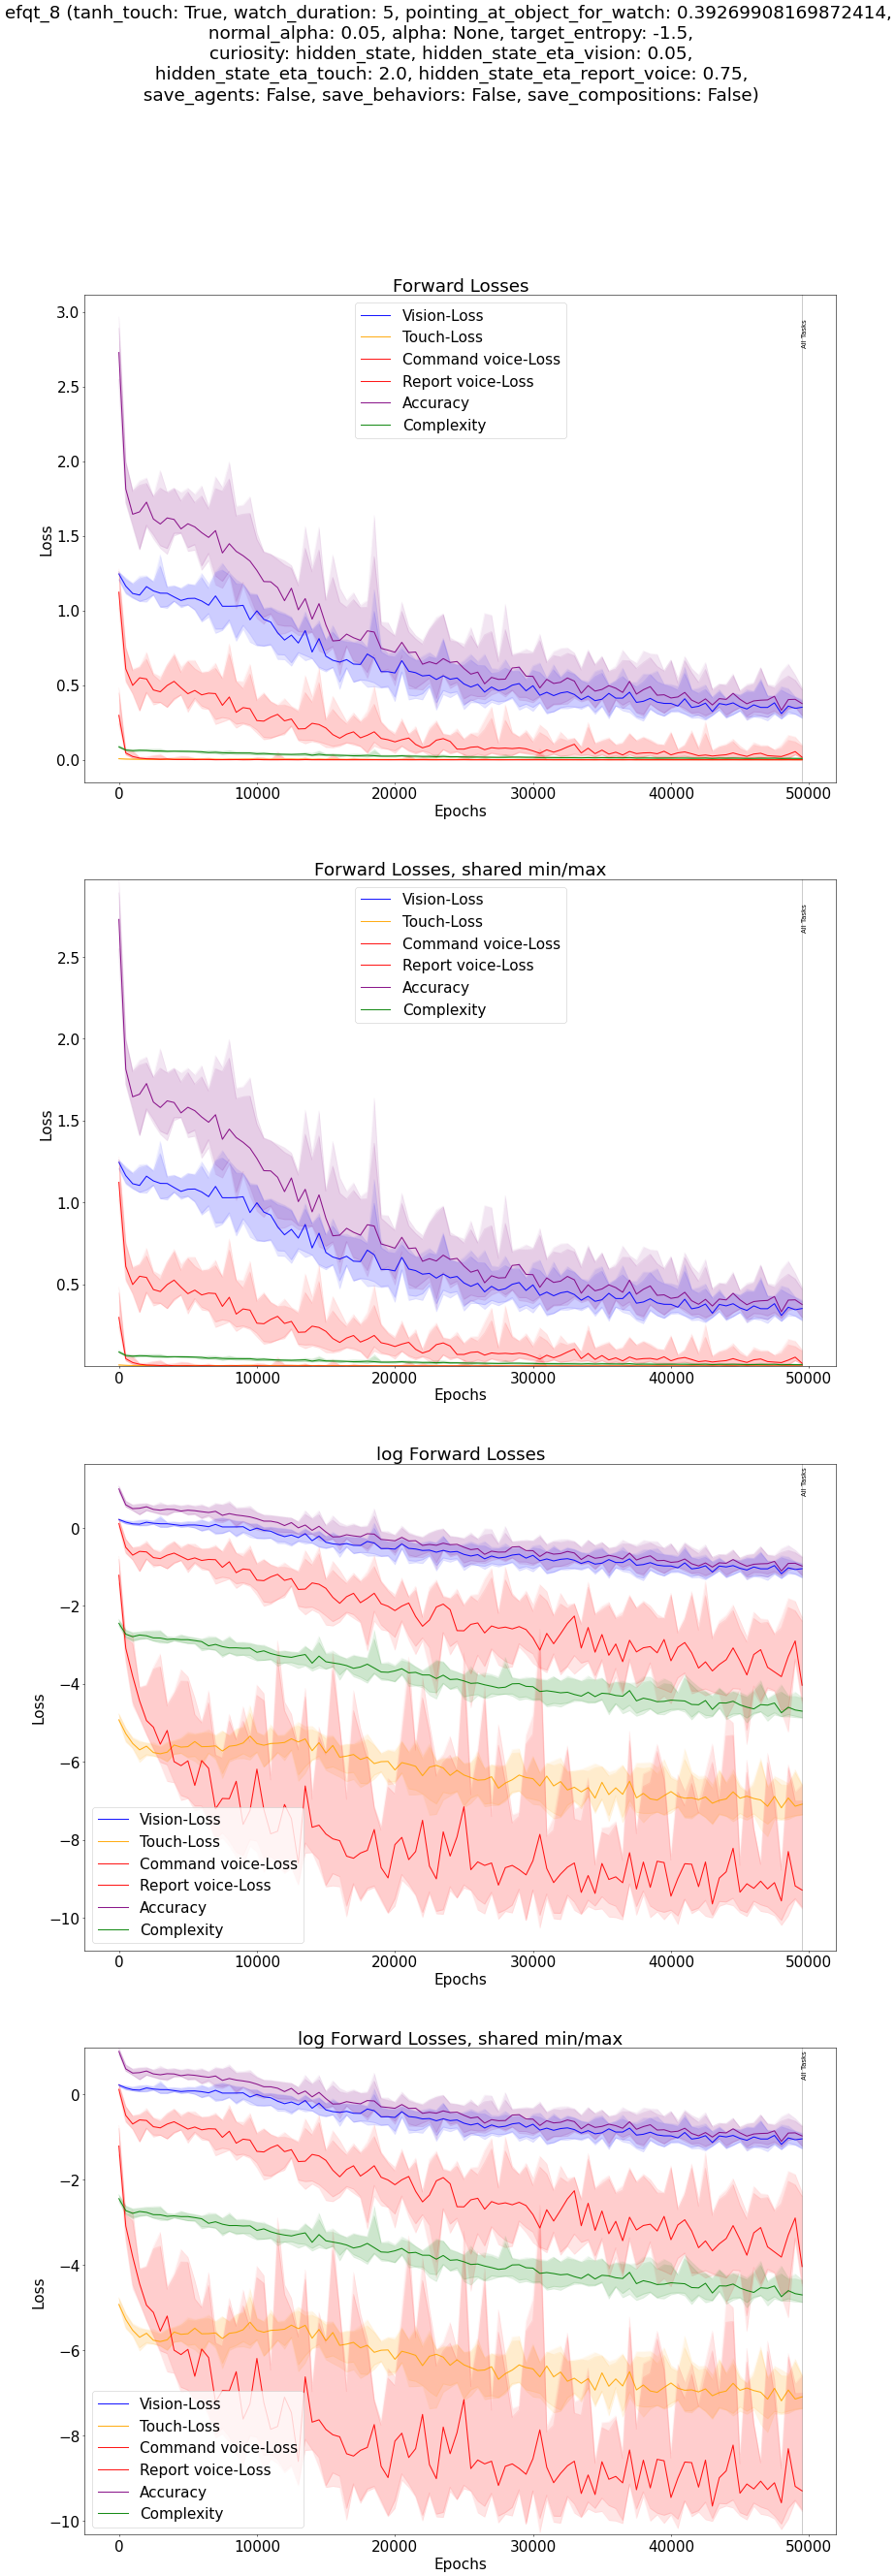 efqt_8 (tanh_touch: True, watch_duration: 5, pointing_at_object_for_watch: 0.39269908169872414,
normal_alpha: 0.05, alpha: None, target_entropy: -1.5,
curiosity: hidden_state, hidden_state_eta_vision: 0.05,
hidden_state_eta_touch: 2.0, hidden_state_eta_report_voice: 0.75,
save_agents: False, save_behaviors: False, save_compositions: False)
Forward Losses
3.0
2.5
2.0
1.5
1.0
0.5
0.0
Loss
Vision-Loss
Touch-Loss
Command voice-Loss
Report voice-Loss
Accuracy
Complexity
All Tasks
0 10000 20000 30000 40000 50000
Epochs
Forward Losses, shared min/max
2.5
2.0
1.5
1.0
0.5
Loss
Vision-Loss
Touch-Loss
Command voice-Loss
Report voice-Loss
Accuracy
Complexity
All Tasks
0 10000 20000 30000 40000 50000
Epochs
log Forward Losses
0
−2
−4
−6
−8
−10
Loss
Vision-Loss
Touch-Loss
Command voice-Loss
Report voice-Loss
Accuracy
Complexity
All Tasks
0 10000 20000 30000 40000 50000
Epochs
log Forward Losses, shared min/max
0
−2
−4
−6
−8
−10
Loss
Vision-Loss
Touch-Loss
Command voice-Loss
Report voice-Loss
Accuracy
Complexity
All Tasks
0 10000 20000 30000 40000 50000
Epochs